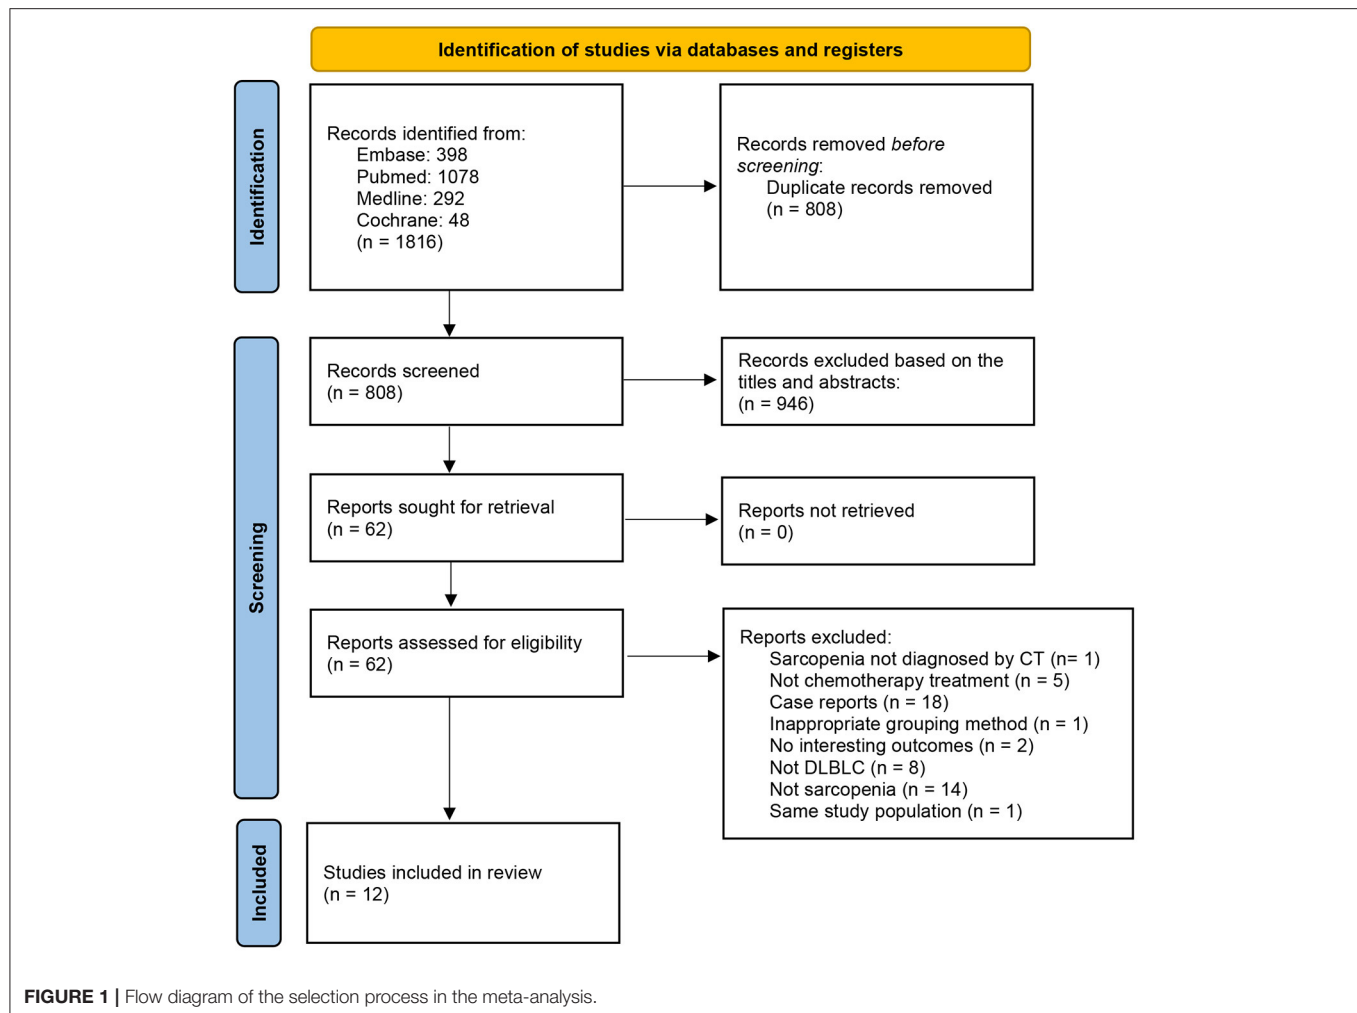 Identification of studies via databases and registers
Identification
Records identified from:
Embase: 398
Pubmed: 1078
Medline: 292
Cochrane: 48
(n = 1816)
Records removed before
screening:
Duplicate records removed
(n = 808)
Screening
Records screened
(n = 808)
Records excluded based on the
titles and abstracts:
(n = 946)
Reports sought for retrieval
(n = 62)
Reports not retrieved
(n = 0)
Reports assessed for eligibility
(n = 62)
Reports excluded:
Sarcopenia not diagnosed by CT (n= 1)
Not chemotherapy treatment (n = 5)
Case reports (n = 18)
Inappropriate grouping method (n = 1)
No interesting outcomes (n = 2)
Not DLBLC (n = 8)
Not sarcopenia (n = 14)
Same study population (n = 1)
Included
Studies included in review
(n = 12)
FIGURE 1 | Flow diagram of the selection process in the meta-analysis.